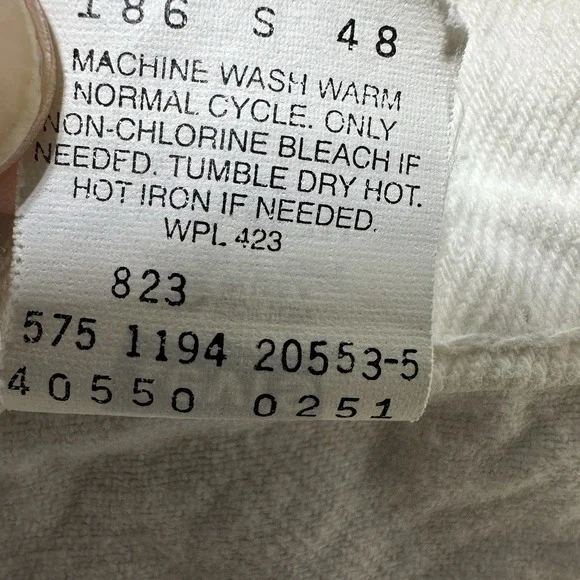 186 S 48
MACHINE WASH WARM
NORMAL CYCLE. ONLY
NON-CHLORINE BLEACH IF
NEEDED. TUMBLE DRY HOT.
HOT IRON IF NEEDED.
WPL 423
823
575 1194 20553-5
40550 0251